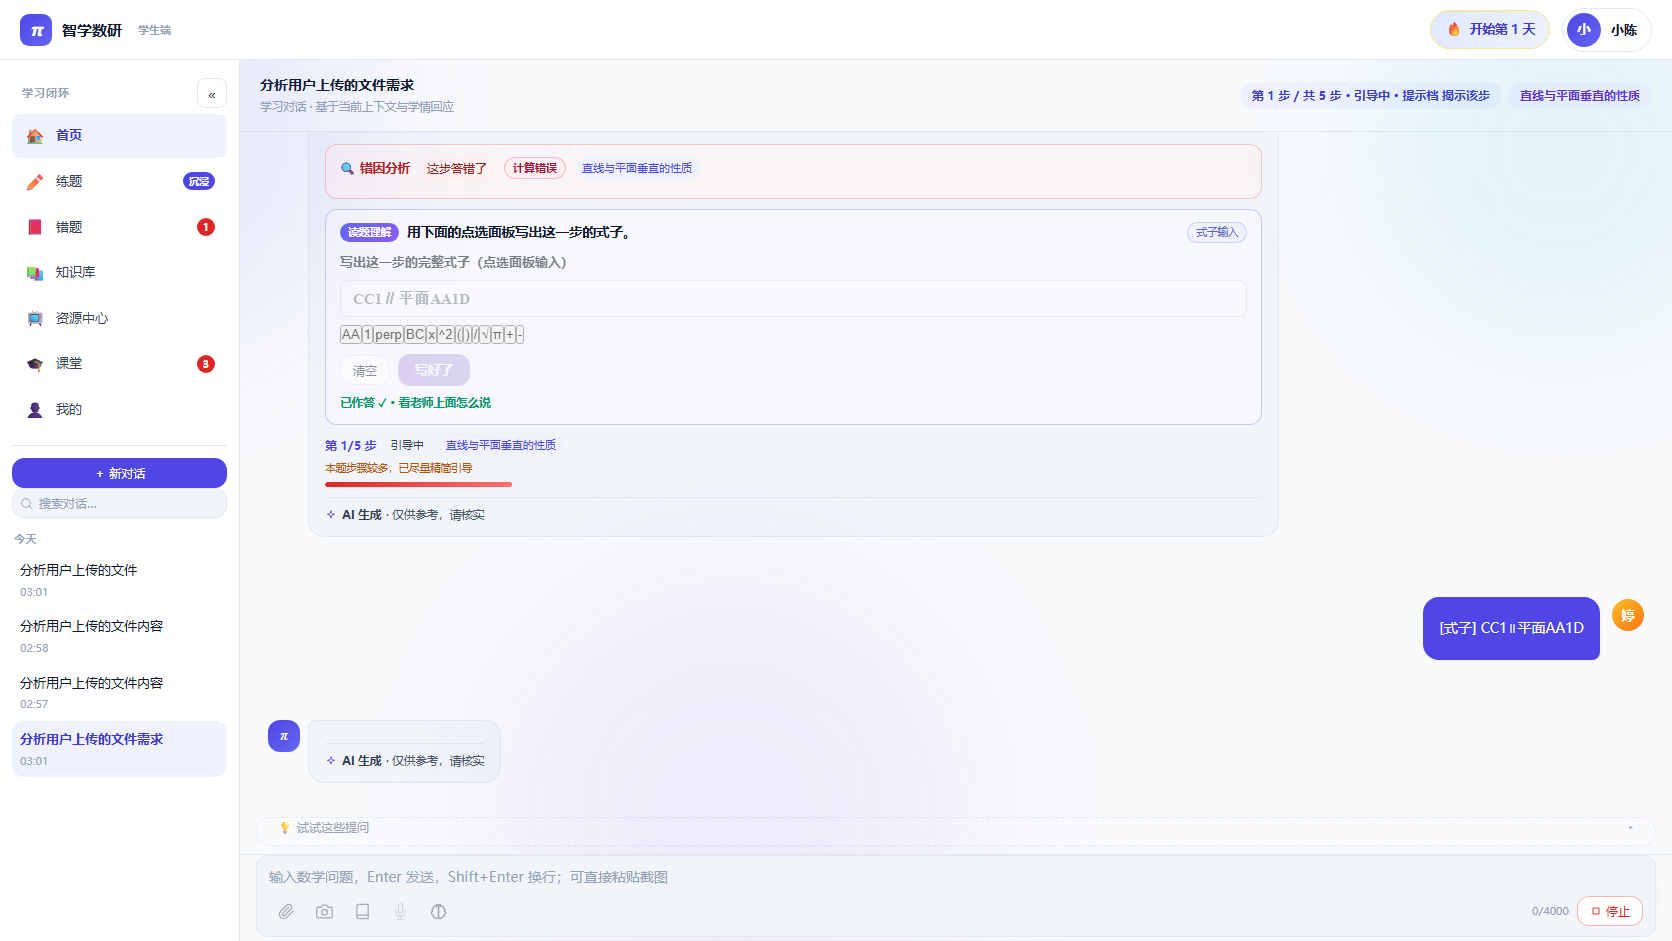 π 智学数研 学生端
🔥 开始第 1 天
小 小陈
学习闭环 «
首页
练题 沉浸
错题 1
知识库
资源中心
课堂 3
我的
+ 新对话
搜索对话...
今天
分析用户上传的文件
03:01
分析用户上传的文件内容
02:58
分析用户上传的文件内容
02:57
分析用户上传的文件需求
03:01
分析用户上传的文件需求
学习对话 · 基于当前上下文与学情回应
第 1 步 / 共 5 步 • 引导中 • 提示档 揭示该步 直线与平面垂直的性质
🔍 错因分析 这步答错了 计算错误 直线与平面垂直的性质
读题理解 用下面的点选面板写出这一步的式子。 式子输入
写出这一步的完整式子（点选面板输入）
CC1∥平面AA1D
AA 1 perp BC x ^2 ( ) / √ π + -
清空 写好了
已作答 ✓ • 看老师上面怎么说
第 1/5 步 引导中 直线与平面垂直的性质
本题步骤较多，已尽量精简引导
✧ AI 生成 · 仅供参考，请核实
[式子] CC1∥平面AA1D 婷
π
✧ AI 生成 · 仅供参考，请核实
💡 试试这些提问
输入数学问题，Enter 发送，Shift+Enter 换行；可直接粘贴截图
0/4000 停止